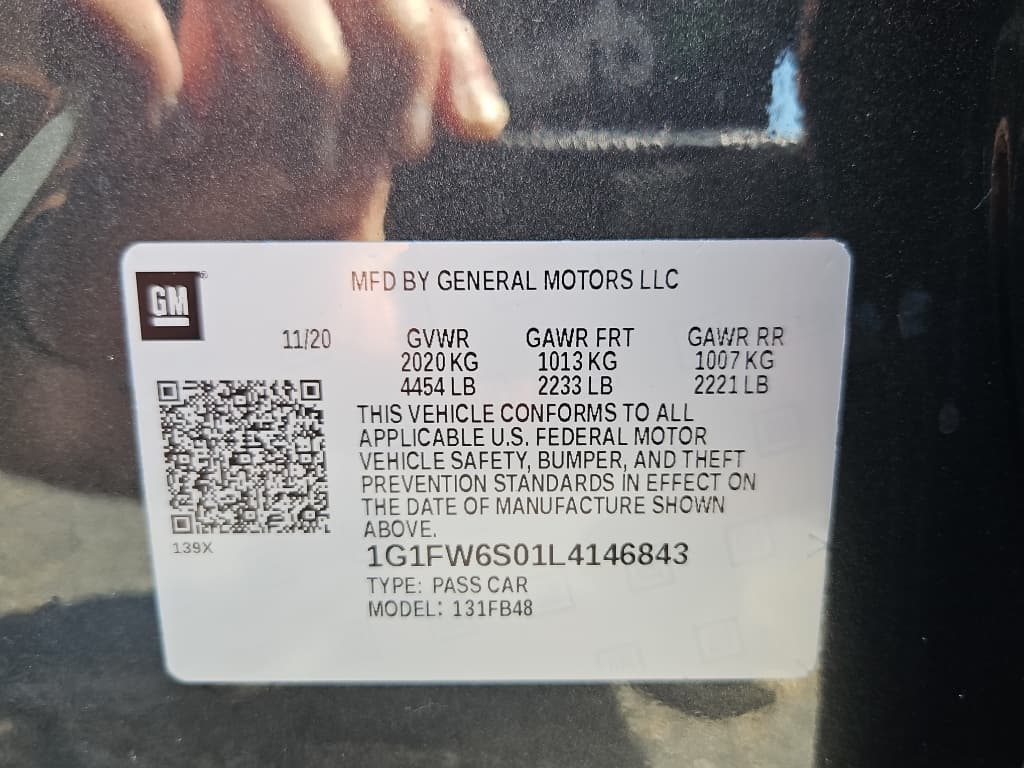 GM
MFD BY GENERAL MOTORS LLC
11/20 GVWR GAWR FRT GAWR RR
2020 KG 1013 KG 1007 KG
4454 LB 2233 LB 2221 LB
THIS VEHICLE CONFORMS TO ALL
APPLICABLE U.S. FEDERAL MOTOR
VEHICLE SAFETY, BUMPER, AND THEFT
PREVENTION STANDARDS IN EFFECT ON
THE DATE OF MANUFACTURE SHOWN
ABOVE.
139X
1G1FW6S01L4146843
TYPE: PASS CAR
MODEL: 131FB48